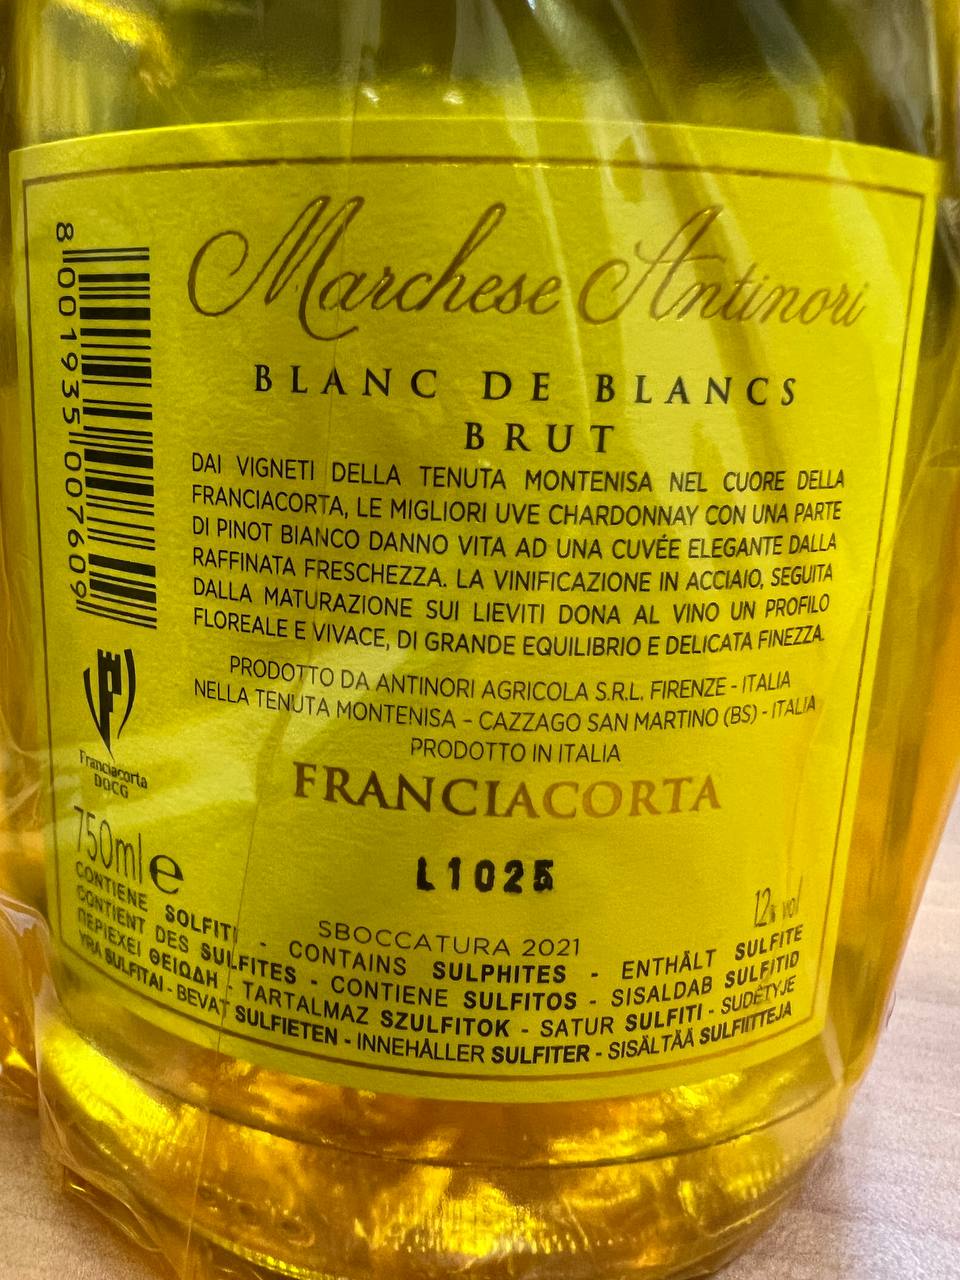 Marchese Antinori
BLANC DE BLANCS
BRUT
DAI VIGNETI DELLA TENUTA MONTENISA NEL CUORE DELLA
FRANCIACORTA, LE MIGLIORI UVE CHARDONNAY CON UNA PARTE
DI PINOT BIANCO DANNO VITA AD UNA CUVÉE ELEGANTE DALLA
RAFFINATA FRESCHEZZA. LA VINIFICAZIONE IN ACCIAIO, SEGUITA
DALLA MATURAZIONE SUI LIEVITI DONA AL VINO UN PROFILO
FLOREALE E VIVACE, DI GRANDE EQUILIBRIO E DELICATA FINEZZA.
PRODOTTO DA ANTINORI AGRICOLA S.R.L. FIRENZE - ITALIA
NELLA TENUTA MONTENISA – CAZZAGO SAN MARTINO (BS) - ITALIA
PRODOTTO IN ITALIA
FRANCIACORTA
L1025
SBOCCATURA 2021
8 001935 007609
Franciacorta
DOCG
750ml e
12% vol
CONTIENE SOLFITI - CONTAINS SULPHITES - ENTHÄLT SULFITE
CONTIENT DES SULFITES - CONTIENE SULFITOS - SISALDAB SULFITID
ΠΕΡΙΕΧΕΙ ΘΕΙΩΔΗ - TARTALMAZ SZULFITOK - SATUR SULFITI - SUDĖTYJE
YRA SULFITAI - BEVAT SULFIETEN - INNEHÅLLER SULFITER - SISÄLTÄÄ SULFIITTEJA